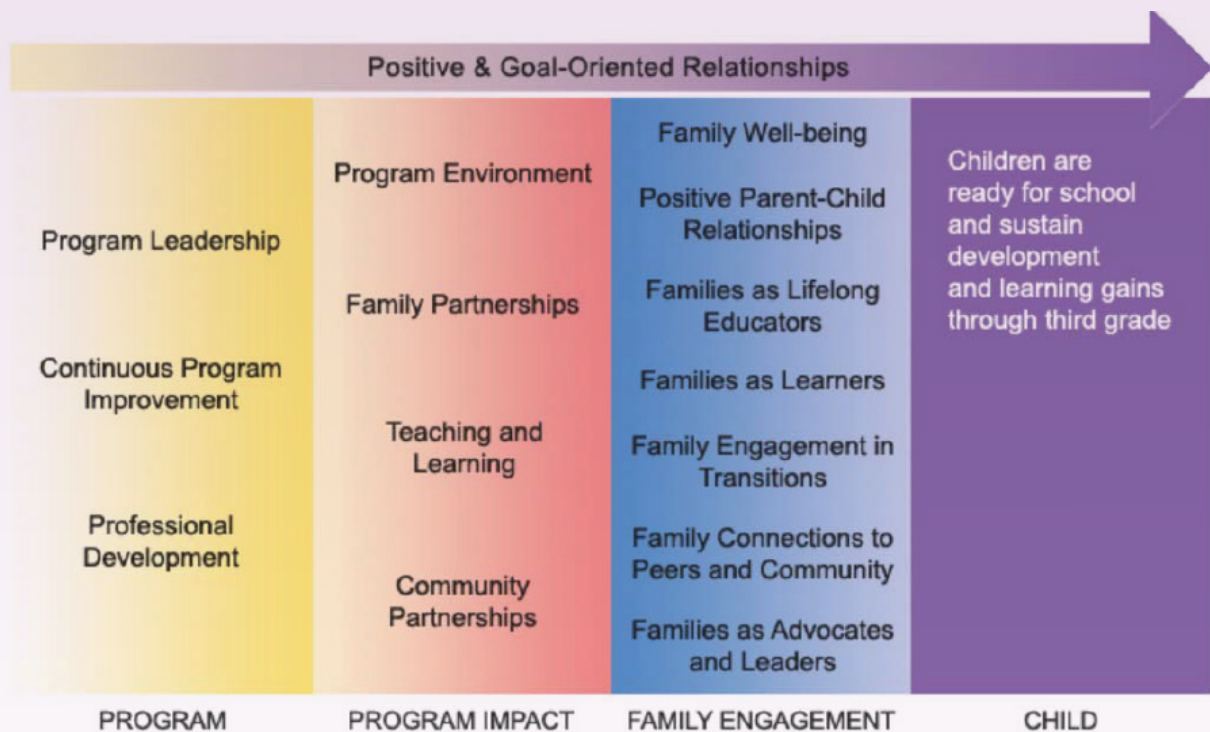 Positive & Goal-Oriented Relationships
Program Leadership
Continuous Program
Improvement
Professional
Development
Program Environment
Family Partnerships
Teaching and
Learning
Community
Partnerships
Family Well-being
Positive Parent-Child
Relationships
Families as Lifelong
Educators
Families as Learners
Family Engagement in
Transitions
Family Connections to
Peers and Community
Families as Advocates
and Leaders
Children are
ready for school
and sustain
development
and learning gains
through third grade
PROGRAM
PROGRAM IMPACT
FAMILY ENGAGEMENT
CHILD